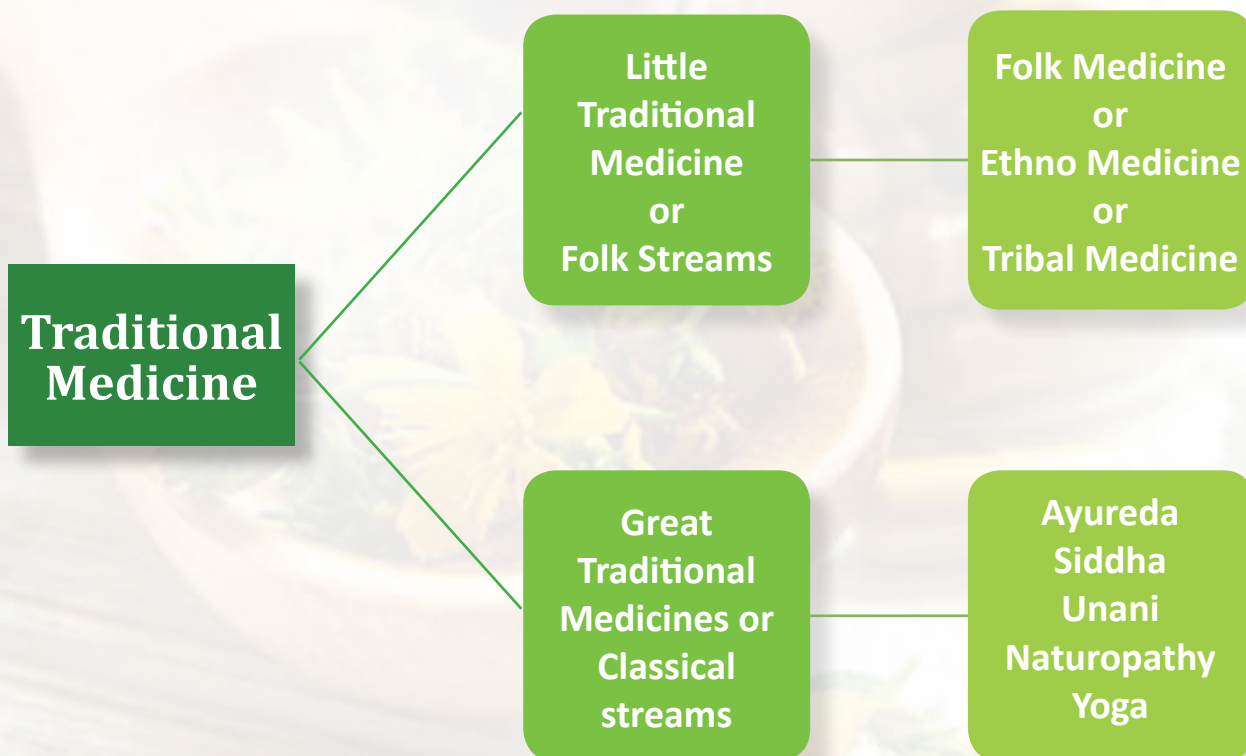 Traditional
Medicine
Little
Traditional
Medicine
or
Folk Streams
Folk Medicine
or
Ethno Medicine
or
Tribal Medicine
Great
Traditional
Medicines or
Classical
streams
Ayureda
Siddha
Unani
Naturopathy
Yoga